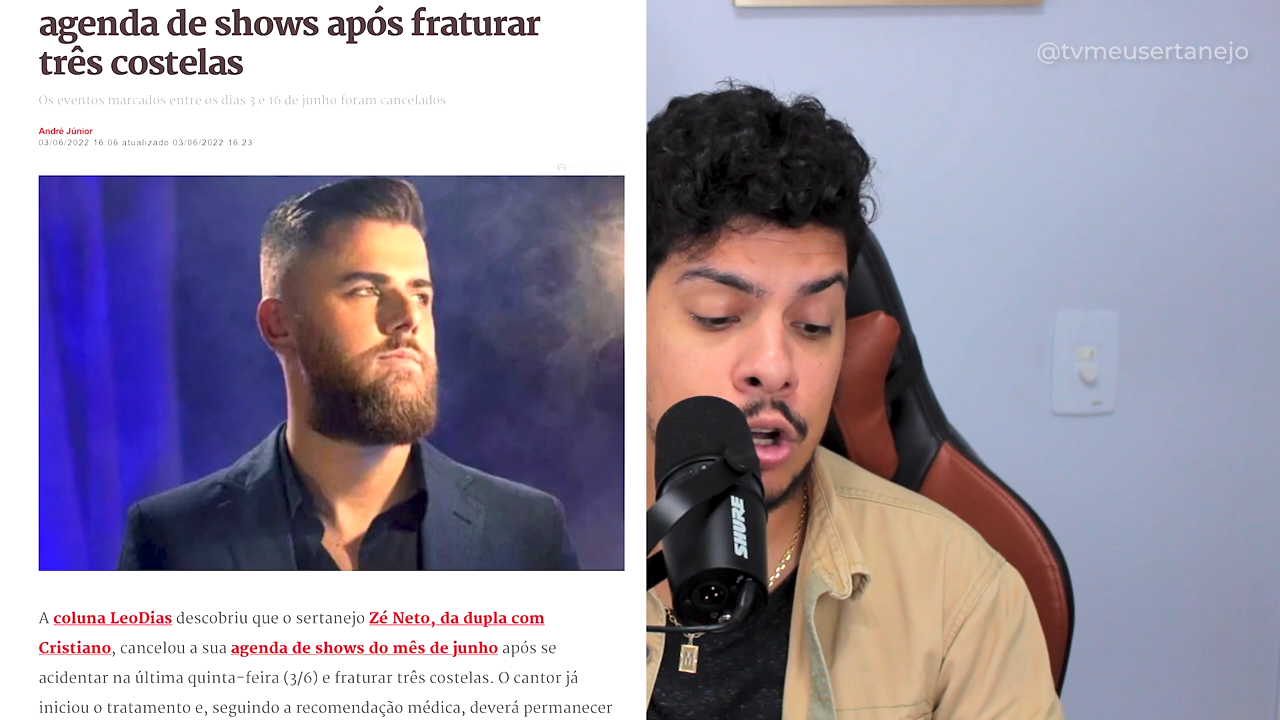 agenda de shows após fraturar
três costelas
Os eventos marcados entre os dias 3 e 16 de junho foram cancelados
André Júnior
03/06/2022 16:06,atualizado 03/06/2022 16:23
@tvmeusertanejo
SHURE
A coluna LeoDias descobriu que o sertanejo Zé Neto, da dupla com
Cristiano, cancelou a sua agenda de shows do mês de junho após se
acidentar na última quinta-feira (3/6) e fraturar três costelas. O cantor já
iniciou o tratamento e, seguindo a recomendação médica, deverá permanecer